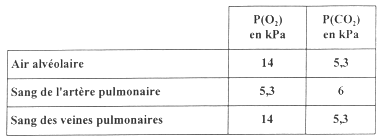 P(O₂) en kPa P(CO₂) en kPa
Air alvéolaire 14 5,3
Sang de l'artère pulmonaire 5,3 6
Sang des veines pulmonaires 14 5,3